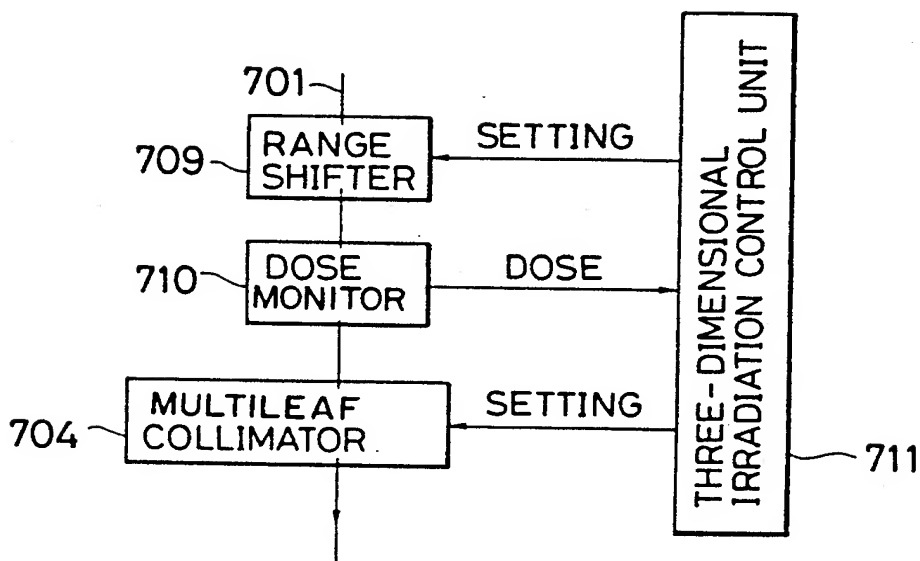 701
RANGE
SHIFTER
709
SETTING
DOSE
MONITOR
710
DOSE
MULTILEAF
COLLIMATOR
704
SETTING
THREE-DIMENSIONAL
IRRADIATION CONTROL UNIT
711